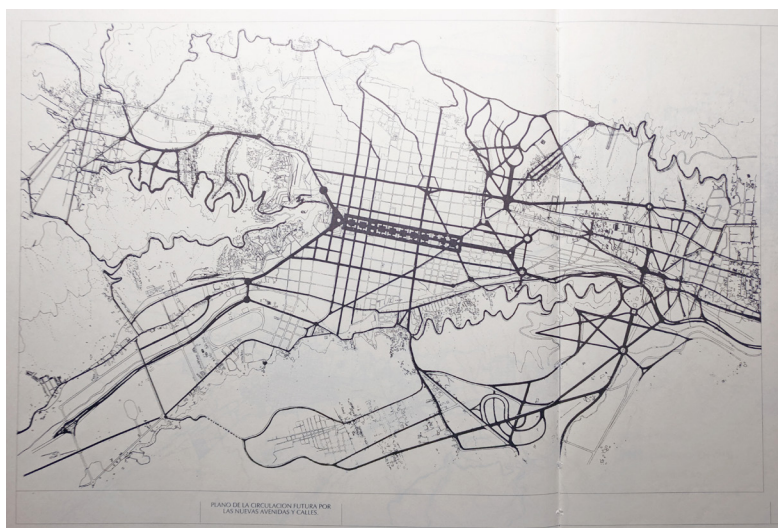 PLANO DE LA CIRCULACION FUTURA POR
LAS NUEVAS AVENIDAS Y CALLES